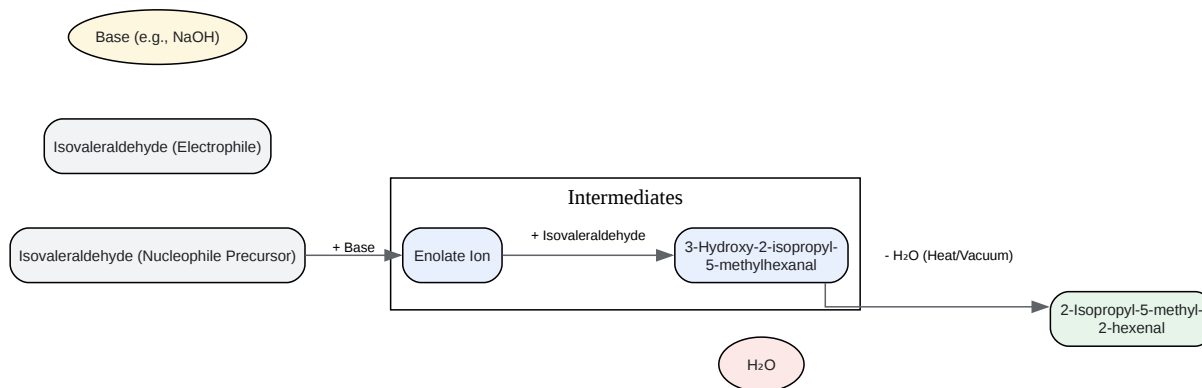 Base (e.g., NaOH)
Isovaleraldehyde (Electrophile)
Intermediates
Isovaleraldehyde (Nucleophile Precursor)
+ Base
Enolate Ion
+ Isovaleraldehyde
3-Hydroxy-2-isopropyl-
5-methylhexanal
- H₂O (Heat/Vacuum)
2-Isopropyl-5-methyl-
2-hexenal
H₂O